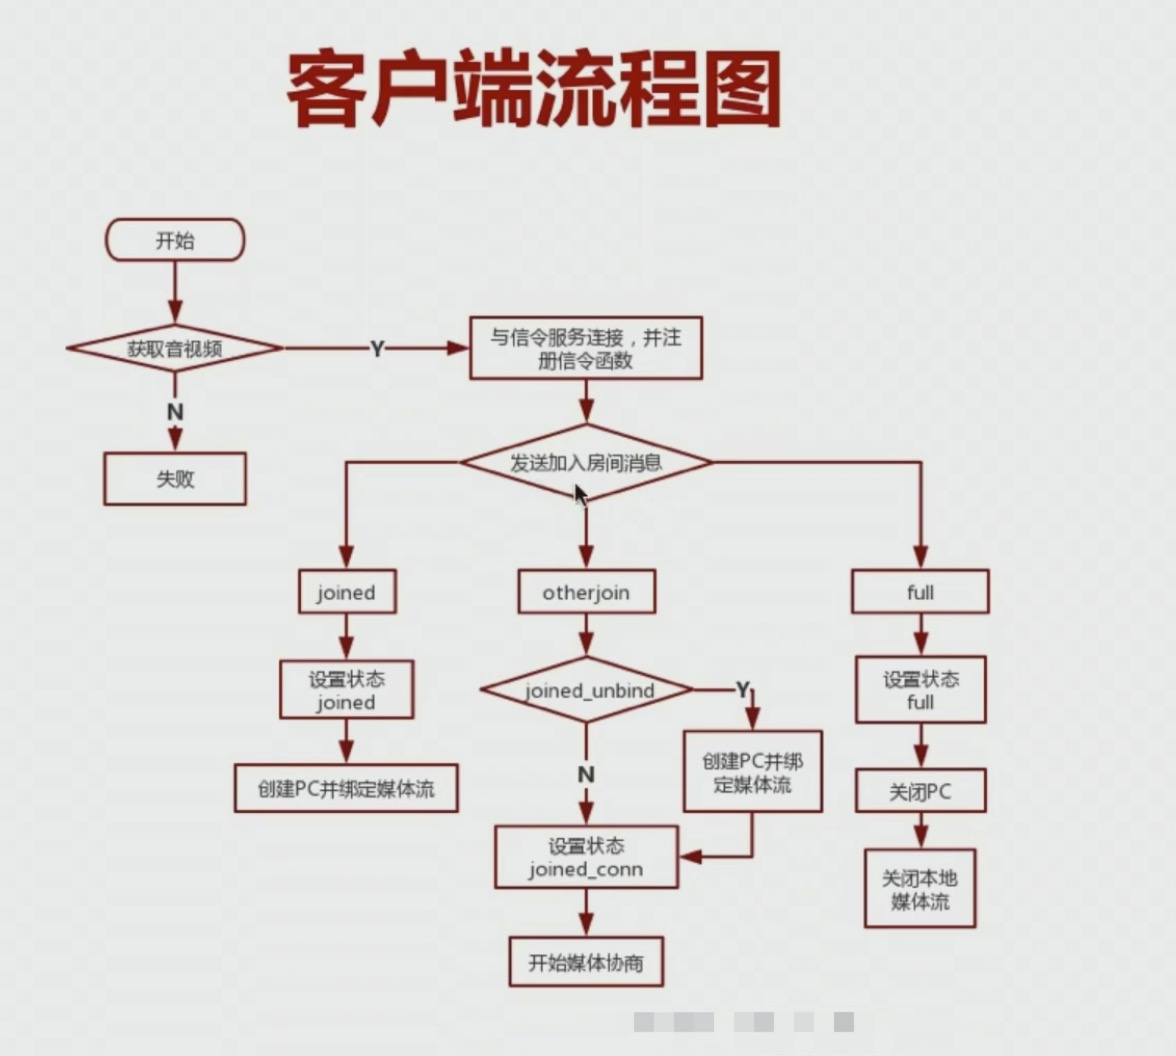 客户端流程图
开始
获取音视频
Y
与信令服务连接，并注
册信令函数
N
失败
发送加入房间消息
joined
otherjoin
full
设置状态
joined
joined_unbind
Y
设置状态
full
创建PC并绑定媒体流
N
创建PC并绑
定媒体流
关闭PC
设置状态
joined_conn
关闭本地
媒体流
开始媒体协商